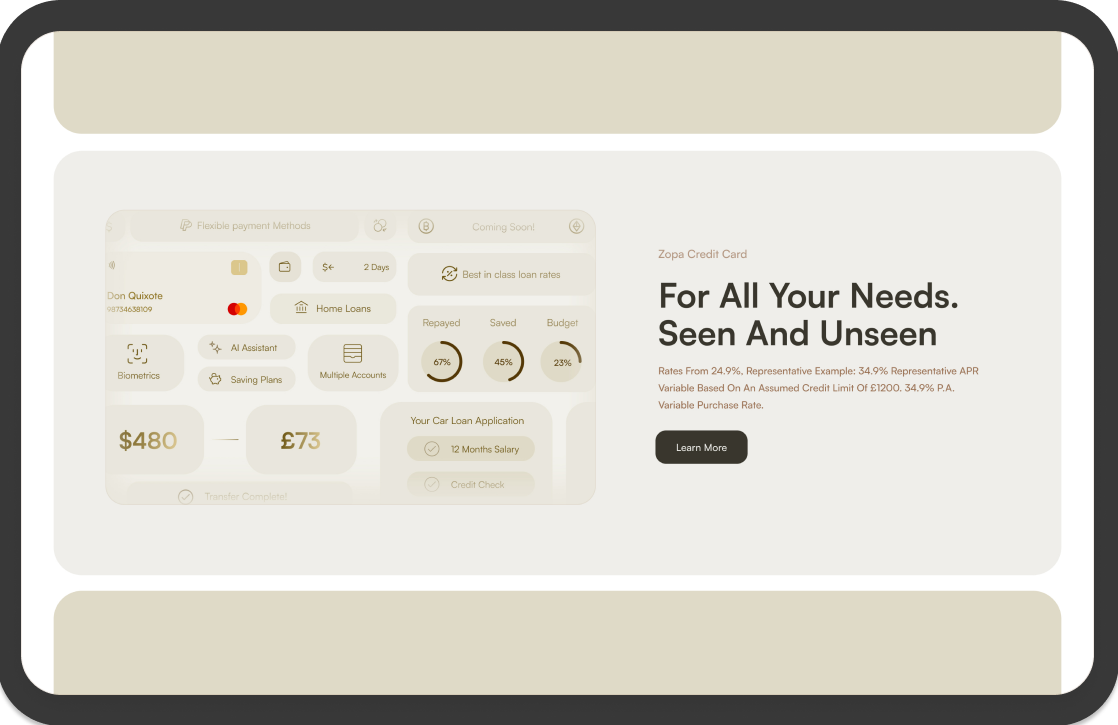 S
Flexible payment Methods
Coming Soon!
$
2 Days
Best in class loan rates
Don Quixote
98734638109
Home Loans
Repayed
Saved
Budget
67%
45%
23%
Biometrics
AI Assistant
Saving Plans
Multiple Accounts
$480
£73
Your Car Loan Application
12 Months Salary
Credit Check
Transfer Complete!
Zopa Credit Card
For All Your Needs.
Seen And Unseen
Rates From 24.9%, Representative Example: 34.9% Representative APR
Variable Based On An Assumed Credit Limit Of £1200. 34.9% P.A.
Variable Purchase Rate.
Learn More